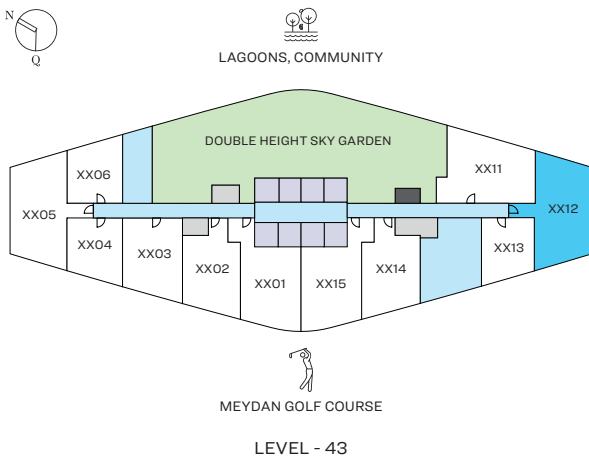 N
Q
LAGOONS, COMMUNITY
DOUBLE HEIGHT SKY GARDEN
XX06
XX11
XX05
XX12
XX04
XX03
XX13
XX02
XX14
XX01
XX15
MEYDAN GOLF COURSE
LEVEL - 43